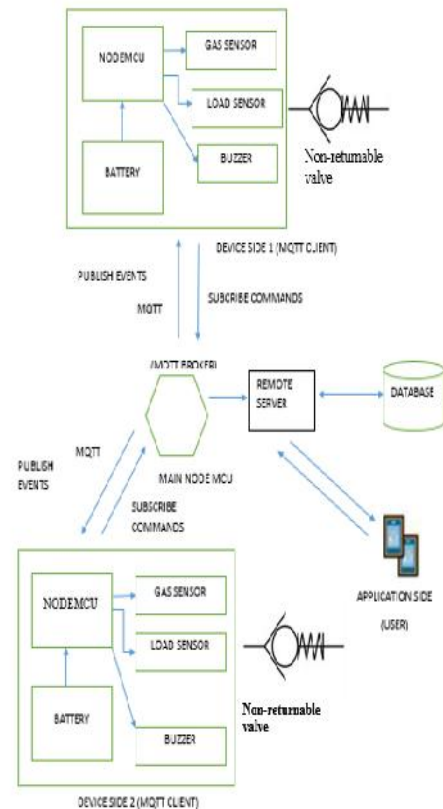 NODEMCU
GAS SENSOR
LOAD SENSOR
BUZZER
BATTERY
Non-returnable
valve
DEVICE SIDE 1 (MQTT CLIENT)
PUBLISH EVENTS
MQTT
SUBCRIBE COMMANDS
(MQTT BROKER)
REMOTE
SERVER
DATABASE
MAIN NODE MCU
MQTT
PUBLISH
EVENTS
SUBSCRIBE
COMMANDS
APPLICATION SIDE
(USER)
NODEMCU
GAS SENSOR
LOAD SENSOR
BATTERY
BUZZER
Non-returnable
valve
DEVICE SIDE 2 (MQTT CLIENT)